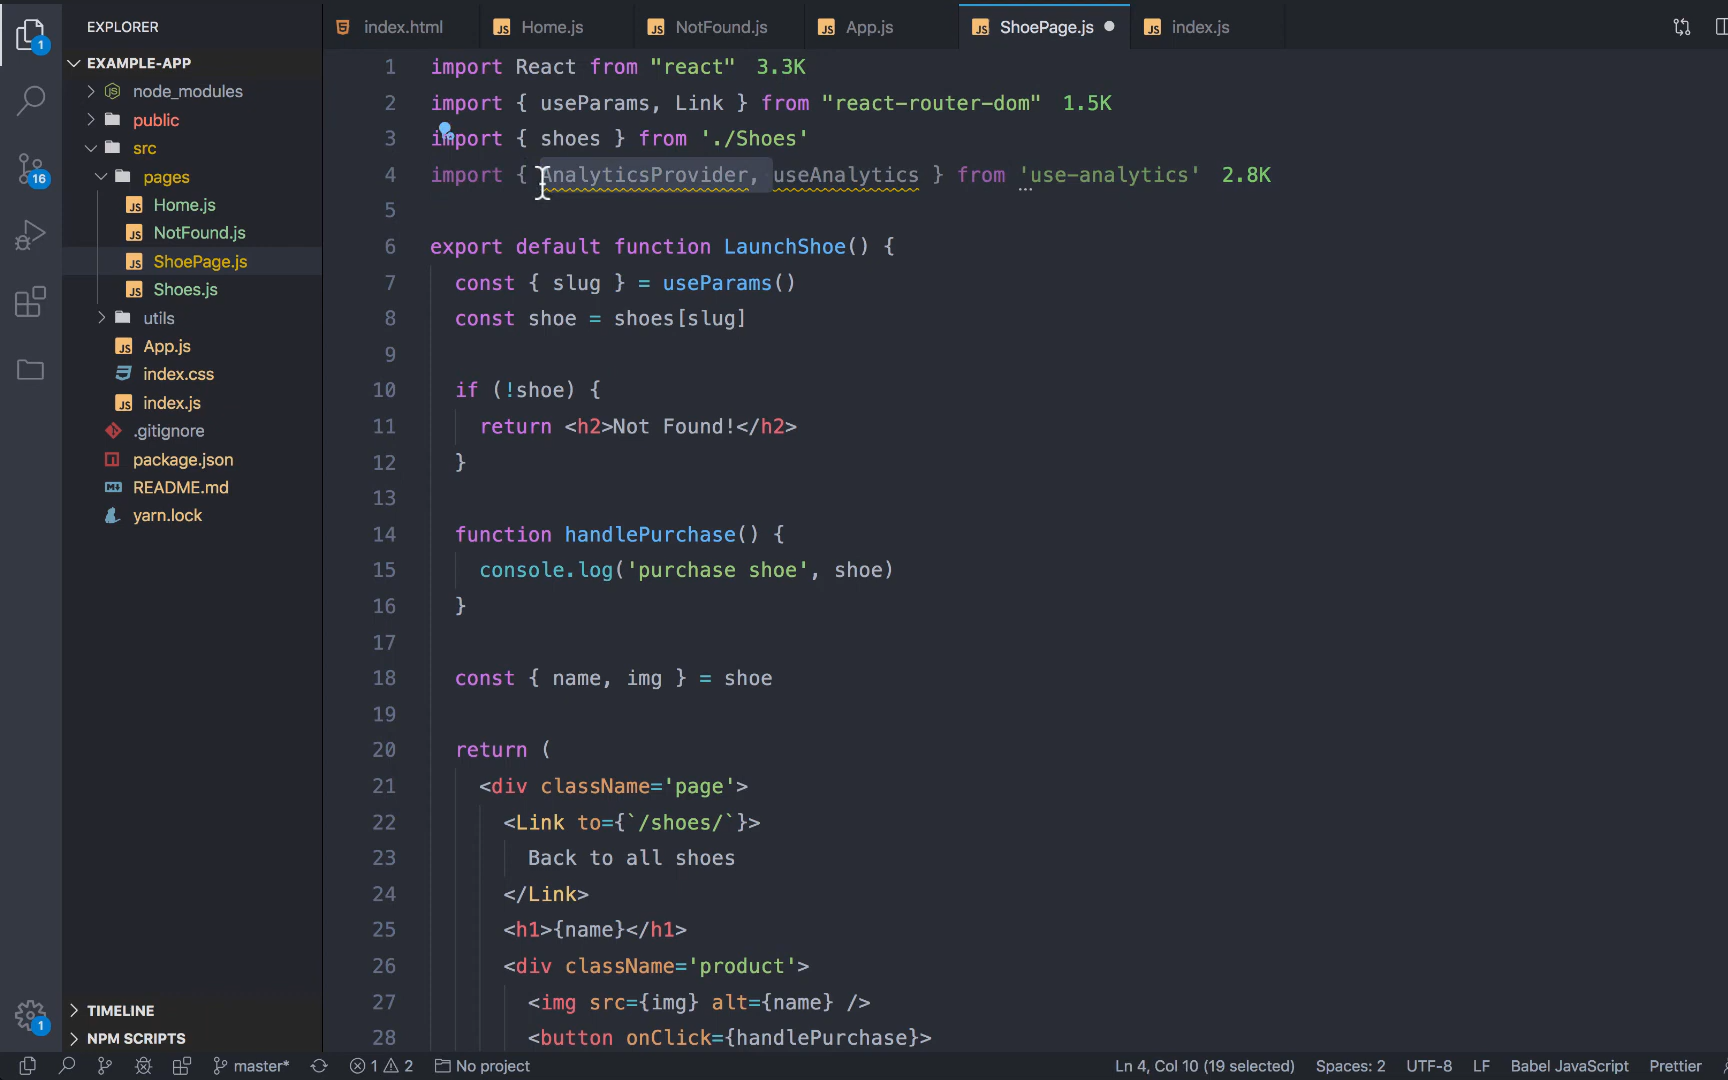 EXPLORER
index.html
Home.js
NotFound.js
App.js
ShoePage.js
index.js
EXAMPLE-APP
node_modules
public
src
pages
Home.js
NotFound.js
ShoePage.js
Shoes.js
utils
App.js
index.css
index.js
.gitignore
package.json
README.md
yarn.lock
TIMELINE
NPM SCRIPTS
1
16
1
1 import React from "react" 3.3K
2 import { useParams, Link } from "react-router-dom" 1.5K
3 import { shoes } from './Shoes'
4 import { AnalyticsProvider, useAnalytics } from 'use-analytics' 2.8K
5
6 export default function LaunchShoe() {
7 const { slug } = useParams()
8 const shoe = shoes[slug]
9
10 if (!shoe) {
11 return <h2>Not Found!</h2>
12 }
13
14 function handlePurchase() {
15 console.log('purchase shoe', shoe)
16 }
17
18 const { name, img } = shoe
19
20 return (
21 <div className='page'>
22 <Link to={`/shoes/`}>
23 Back to all shoes
24 </Link>
25 <h1>{name}</h1>
26 <div className='product'>
27 <img src={img} alt={name} />
28 <button onClick={handlePurchase}>
master* 1 2 No project Ln 4, Col 10 (19 selected) Spaces: 2 UTF-8 LF Babel JavaScript Prettier